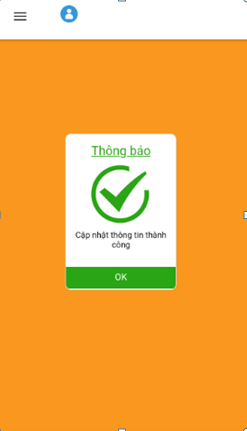 Thông báo
Cập nhật thông tin thành
công
OK